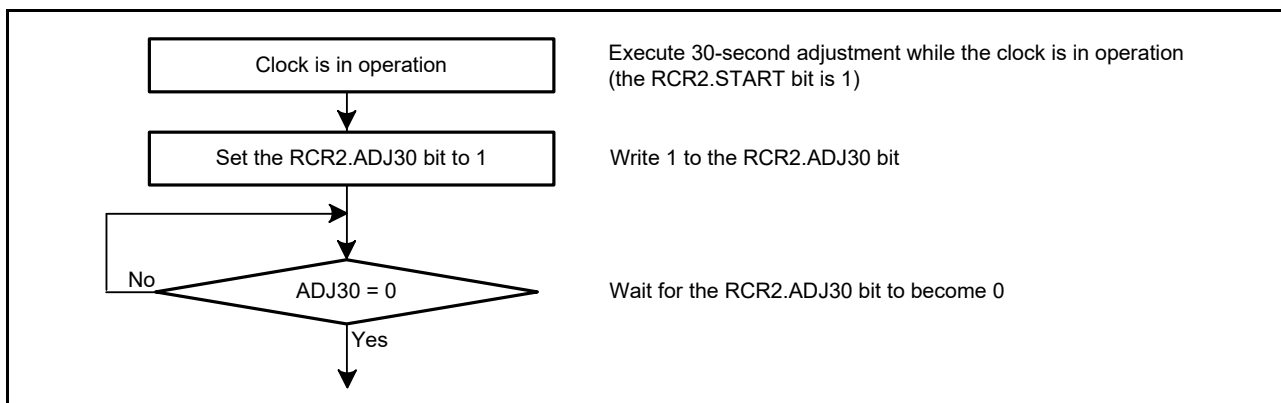 Clock is in operation
Execute 30-second adjustment while the clock is in operation
(the RCR2.START bit is 1)
Set the RCR2.ADJ30 bit to 1
Write 1 to the RCR2.ADJ30 bit
No
ADJ30 = 0
Wait for the RCR2.ADJ30 bit to become 0
Yes